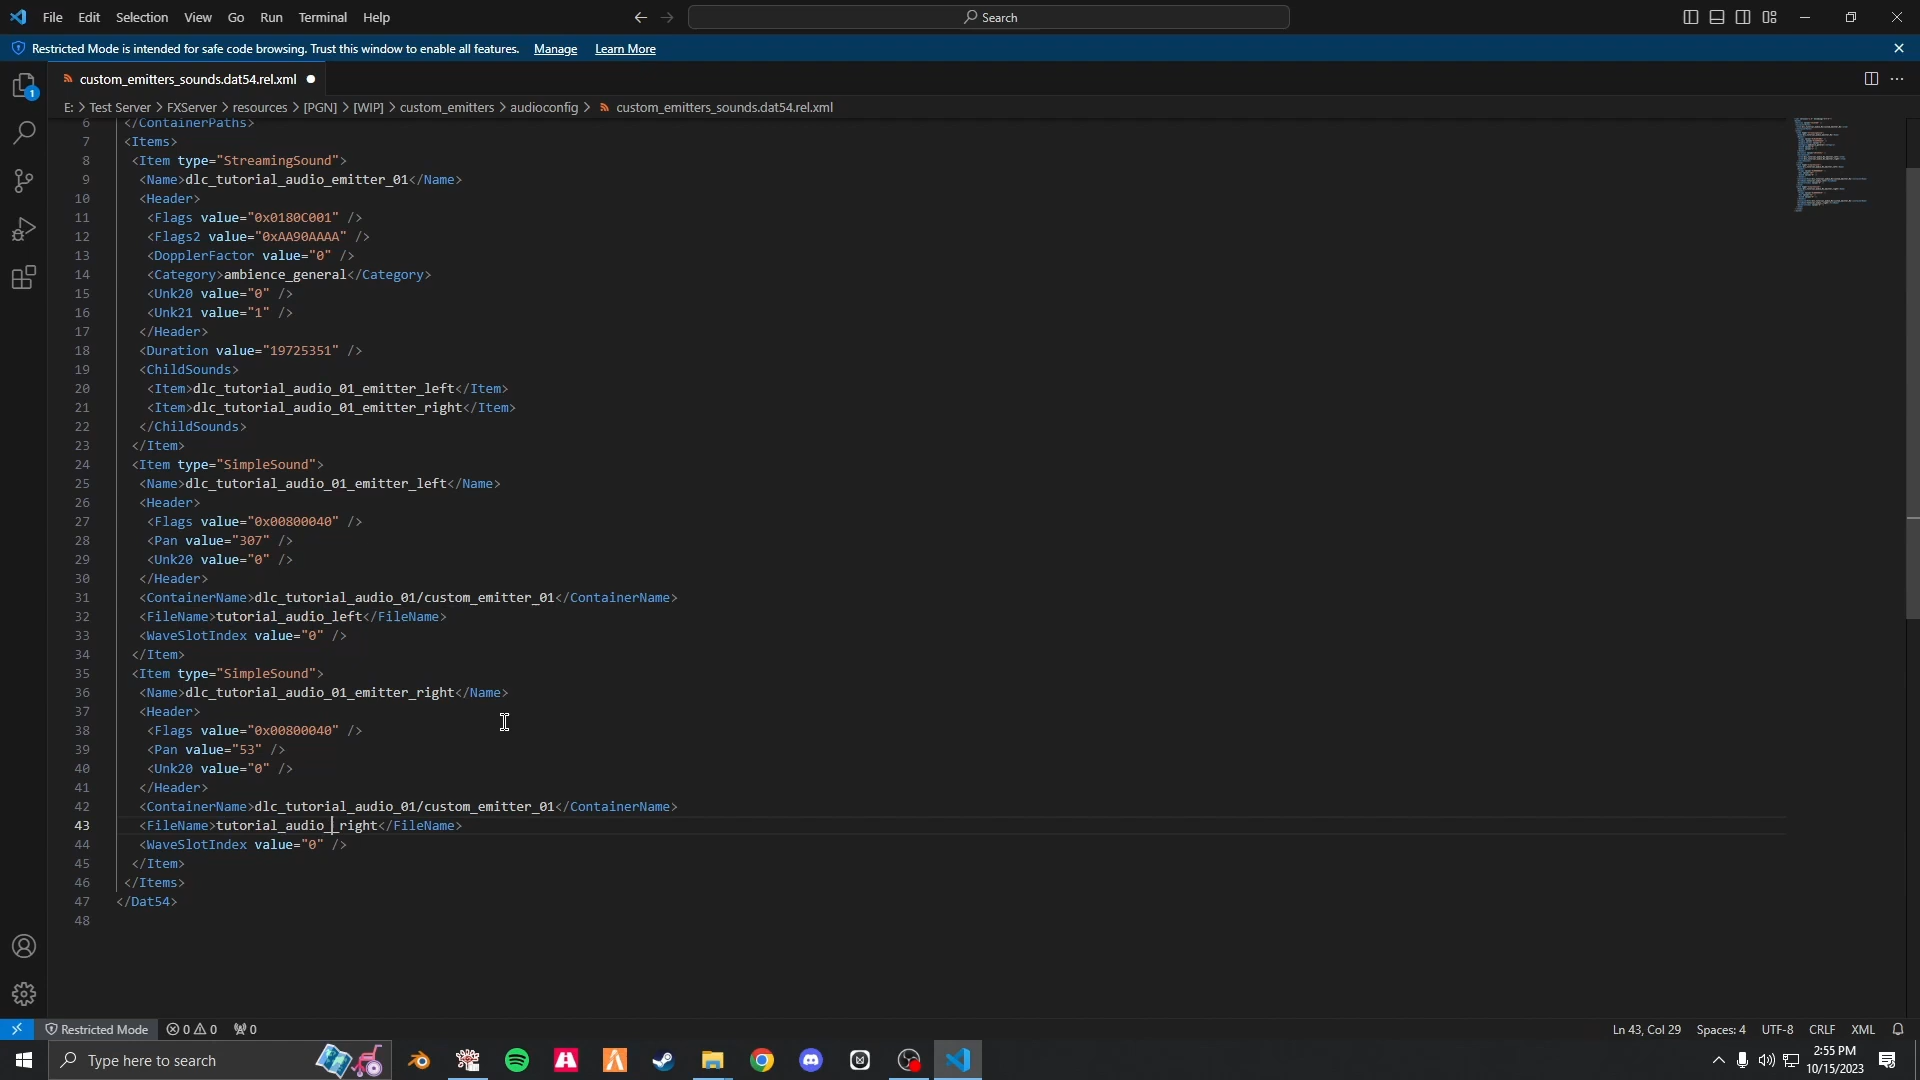 File Edit Selection View Go Run Terminal Help
Search
Restricted Mode is intended for safe code browsing. Trust this window to enable all features. Manage Learn More
custom_emitters_sounds.dat54.rel.xml
E: > Test Server > FXServer > resources > [PGN] > [WIP] > custom_emitters > audioconfig > custom_emitters_sounds.dat54.rel.xml
1
6 </ContainerPaths>
7 <Items>
8 <Item type="StreamingSound">
9 <Name>dlc_tutorial_audio_emitter_01</Name>
10 <Header>
11 <Flags value="0x0180C001" />
12 <Flags2 value="0xAA90AAAA" />
13 <DopplerFactor value="0" />
14 <Category>ambience_general</Category>
15 <Unk20 value="0" />
16 <Unk21 value="1" />
17 </Header>
18 <Duration value="19725351" />
19 <ChildSounds>
20 <Item>dlc_tutorial_audio_01_emitter_left</Item>
21 <Item>dlc_tutorial_audio_01_emitter_right</Item>
22 </ChildSounds>
23 </Item>
24 <Item type="SimpleSound">
25 <Name>dlc_tutorial_audio_01_emitter_left</Name>
26 <Header>
27 <Flags value="0x00800040" />
28 <Pan value="307" />
29 <Unk20 value="0" />
30 </Header>
31 <ContainerName>dlc_tutorial_audio_01/custom_emitter_01</ContainerName>
32 <FileName>tutorial_audio_left</FileName>
33 <WaveSlotIndex value="0" />
34 </Item>
35 <Item type="SimpleSound">
36 <Name>dlc_tutorial_audio_01_emitter_right</Name>
37 <Header>
38 <Flags value="0x00800040" />
39 <Pan value="53" />
40 <Unk20 value="0" />
41 </Header>
42 <ContainerName>dlc_tutorial_audio_01/custom_emitter_01</ContainerName>
43 <FileName>tutorial_audio__right</FileName>
44 <WaveSlotIndex value="0" />
45 </Item>
46 </Items>
47 </Dat54>
48
Restricted Mode 0 0 0 Ln 43, Col 29 Spaces: 4 UTF-8 CRLF XML
Type here to search
2:55 PM
10/15/2023